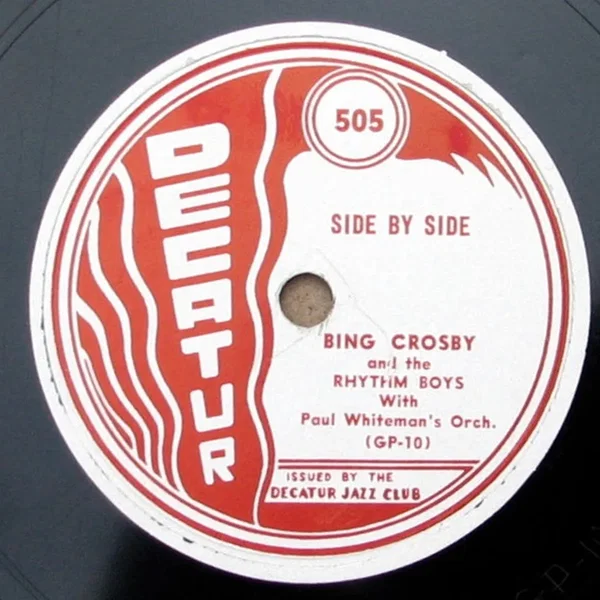 DECATUR
505
SIDE BY SIDE
BING CROSBY
and the
RHYTHM BOYS
With
Paul Whiteman's Orch.
(GP-10)
ISSUED BY THE
DECATUR JAZZ CLUB